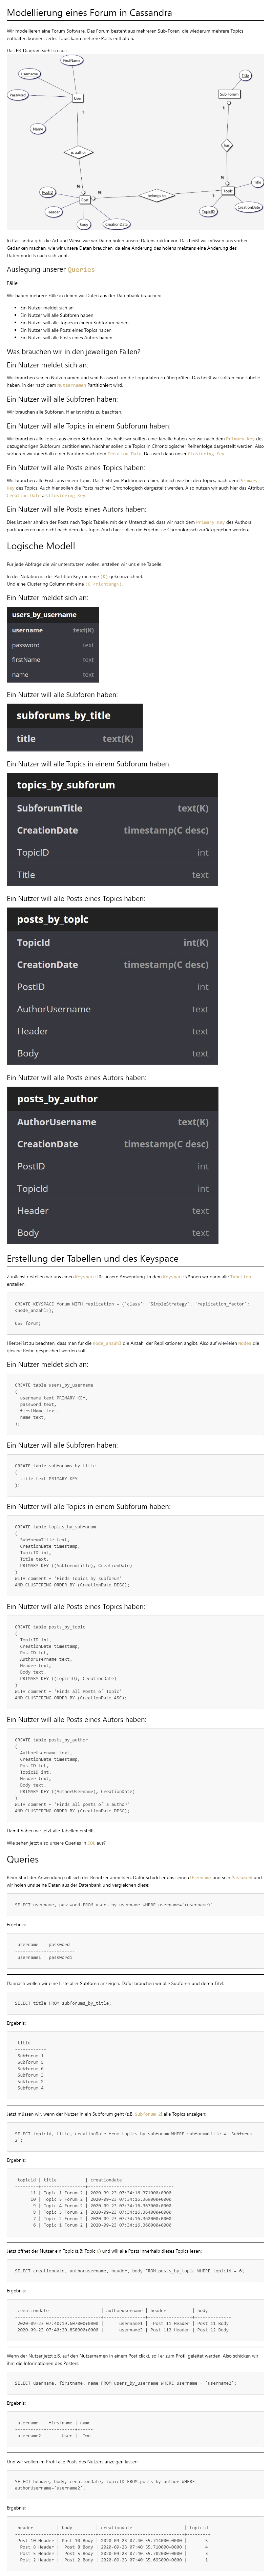 Modellierung eines Forum in Cassandra
Wir modellieren eine Forum Software. Das Forum besteht aus mehreren Sub-Foren, die wiederum mehrere Topics
enthalten können. Jedes Topic kann mehrere Posts enthalten.
Das ER-Diagram sieht so aus:
FirstName
Username
Title
Password
User
Sub Forum
1
1
Name
is author
has
N
N
N
1
PostID
Post
belongs to
Topic
Title
Header
TopicID
CreationDate
Body
CreationDate
In Cassandra gibt die Art und Weise wie wir Daten holen unsere Datenstruktur vor. Das heißt wir müssen uns vorher
Gedanken machen, wie wir unsere Daten brauchen, da eine Änderung das höriens meistens eine Änderung des
Datenmodells nach sich zieht.
Auslegung unserer Queries
Fälle
Wir haben mehrere Fälle in denen wir Daten aus der Datenbank brauchen:
Ein Nutzer meldet sich an
Ein Nutzer will alle Subforen haben
Ein Nutzer will alle Topics in einem Subforum haben
Ein Nutzer will alle Posts eines Topics haben
Ein Nutzer will alle Posts eines Autors haben
Was brauchen wir in den jeweiligen Fällen?
Ein Nutzer meldet sich an:
Wir brauchen seinen Nutzernamen und sein Passwort um die Logindaten zu überprüfen. Das heißt wir sollten eine Tabelle
haben, in der nach dem Nutzernamen Partitioniert wird.
Ein Nutzer will alle Subforen haben:
Wir brauchen alle Subforen. Hier ist nichts zu beachten.
Ein Nutzer will alle Topics in einem Subforum haben:
Wir brauchen alle Topics aus einem Subforum. Das heißt wir sollten eine Tabelle haben, wo wir nach dem Primary Key des
dazugehörigen Subforum partitionieren. Nachher sollen die Topics in Chronologischer Reihenfolge dargestellt werden. Also
sortieren wir innerhalb einer Partition nach dem Creation Date. Das wird dann unser Clustering Key
Ein Nutzer will alle Posts eines Topics haben:
Wir brauchen alle Posts aus einem Topic. Das heißt wir Partitionieren hier, ähnlich wie bei den Topics, nach dem Primary
Key des Topics. Auch hier sollen die Posts nachher Chronologisch dargestellt werden. Also nutzen wir auch hier das Attribut
Creation Date als Clustering Key.
Ein Nutzer will alle Posts eines Autors haben:
Dies ist sehr ähnlich der Posts nach Topic Tabelle, mit dem Unterschied, dass wir nach dem Primary Key des Authors
partitionieren und nicht nach dem des Topic. Auch hier sollen die Ergebnisse Chronologisch zurückgegeben werden.
Logische Modell
Für jede Abfrage die wir unterstützen wollen, erstellen wir uns eine Tabelle.
In der Notation ist der Partition Key mit eine (K) gekennzeichnet.
Und eine Clustering Column mit eine (C <richtung>).
Ein Nutzer meldet sich an:
users_by_username
username text(K)
password text
firstName text
name text
Ein Nutzer will alle Subforen haben:
subforums_by_title
title text(K)
Ein Nutzer will alle Topics in einem Subforum haben:
topics_by_subforum
SubforumTitle text(K)
CreationDate timestamp(C desc)
TopicID int
Title text
Ein Nutzer will alle Posts eines Topics haben:
posts_by_topic
TopicId int(K)
CreationDate timestamp(C desc)
PostID int
AuthorUsername text
Header text
Body text
Ein Nutzer will alle Posts eines Autors haben:
posts_by_author
AuthorUsername text(K)
CreationDate timestamp(C desc)
PostID int
TopicId int
Header text
Body text
Erstellung der Tabellen und des Keyspace
Zunächst erstellen wir uns einen Keyspace für unsere Anwendung. In dem Keyspace können wir dann alle Tabellen
erstellen:
CREATE KEYSPACE forum WITH replication = {'class': 'SimpleStrategy', 'replication_factor':
<node_anzahl>};
USE forum;
Hierbei ist zu beachten, dass man für die node_anzahl die Anzahl der Replikationen angibt. Also auf wievielen Nodes die
gleiche Reihe gespeichert werden soll.
Ein Nutzer meldet sich an:
CREATE table users_by_username
(
username text PRIMARY KEY,
password text,
firstName text,
name text,
);
Ein Nutzer will alle Subforen haben:
CREATE table subforums_by_title
(
title text PRIMARY KEY
);
Ein Nutzer will alle Topics in einem Subforum haben:
CREATE table topics_by_subforum
(
SubforumTitle text,
CreationDate timestamp,
TopicID int,
Title text,
PRIMARY KEY ((SubforumTitle), CreationDate)
)
WITH comment = 'Finds Topics by subforum'
AND CLUSTERING ORDER BY (CreationDate DESC);
Ein Nutzer will alle Posts eines Topics haben:
CREATE table posts_by_topic
(
TopicID int,
CreationDate timestamp,
PostID int,
AuthorUsername text,
Header text,
Body text,
PRIMARY KEY ((TopicID), CreationDate)
)
WITH comment = 'Finds all Posts of Topic'
AND CLUSTERING ORDER BY (CreationDate ASC);
Ein Nutzer will alle Posts eines Autors haben:
CREATE table posts_by_author
(
AuthorUsername text,
CreationDate timestamp,
PostID int,
TopicID int,
Header text,
Body text,
PRIMARY KEY ((AuthorUsername), CreationDate)
)
WITH comment = 'Finds all posts of a author'
AND CLUSTERING ORDER BY (CreationDate DESC);
Damit haben wir jetzt alle Tabellen erstellt.
Wie sehen jetzt also unsere Queries in CQL aus?
Queries
Beim Start der Anwendung soll sich der Benutzer anmelden. Dafür schickt er uns seinen Username und sein Password und
wir holen uns seine Daten aus der Datenbank und vergleichen diese:
SELECT username, password FROM users_by_username WHERE username='<username>'
Ergebnis:
username | password
-----------+-----------
username1 | password1
Dannach wollen wir eine Liste aller Subforen anzeigen. Dafür brauchen wir alle Subforen und deren Titel:
SELECT title FROM subforums_by_title;
Ergebnis:
title
------------
Subforum 1
Subforum 5
Subforum 6
Subforum 3
Subforum 2
Subforum 4
Jetzt müssen wir, wenn der Nutzer in ein Subforum geht (z.B. Subforum 2) alle Topics anzeigen:
SELECT topicid, title, creationDate from topics_by_subforum WHERE subforumtitle = 'Subforum
2';
Ergebnis:
topicid | title | creationdate
11 | Topic 1 Forum 2 | 2020-09-23 07:34:16.371000+0000
10 | Topic 5 Forum 2 | 2020-09-23 07:34:16.369000+0000
9 | Topic 4 Forum 2 | 2020-09-23 07:34:16.367000+0000
8 | Topic 3 Forum 2 | 2020-09-23 07:34:16.364000+0000
7 | Topic 2 Forum 2 | 2020-09-23 07:34:16.362000+0000
6 | Topic 1 Forum 2 | 2020-09-23 07:34:16.360000+0000
Jetzt öffnet der Nutzer ein Topic (z.B. Topic 6) und will alle Posts innerhalb dieses Topics lesen:
SELECT creationdate, authorusername, header, body FROM posts_by_topic WHERE topicid = 6;
Ergebnis:
creationdate | authorusername | header | body
2020-09-23 07:40:19.607000+0000 | username1 | Post 11 Header | Post 11 Body
2020-09-23 07:40:20.858000+0000 | username3 | Post 112 Header | Post 12 Body
Wenn der Nutzer jetzt z.B. auf den Nutzernamen in einem Post clickt, soll er zum Profil geleitet werden. Also schicken wir
ihm die Informationen des Posters:
SELECT username, firstname, name FROM users_by_username WHERE username = 'username2';
Ergebnis:
username | firstname | name
-----------+-----------+------
username2 | User | Two
Und wir wollen im Profil alle Posts des Nutzers anzeigen lassen:
SELECT header, body, creationDate, topicID FROM posts_by_author WHERE
authorUsername='username2';
Ergebnis:
header | body | creationdate | topicid
Post 10 Header | Post 10 Body | 2020-09-23 07:40:55.714000+0000 | 5
Post 8 Header | Post 8 Body | 2020-09-23 07:40:55.710000+0000 | 4
Post 5 Header | Post 5 Body | 2020-09-23 07:40:55.702000+0000 | 3
Post 2 Header | Post 2 Body | 2020-09-23 07:40:55.695000+0000 | 1